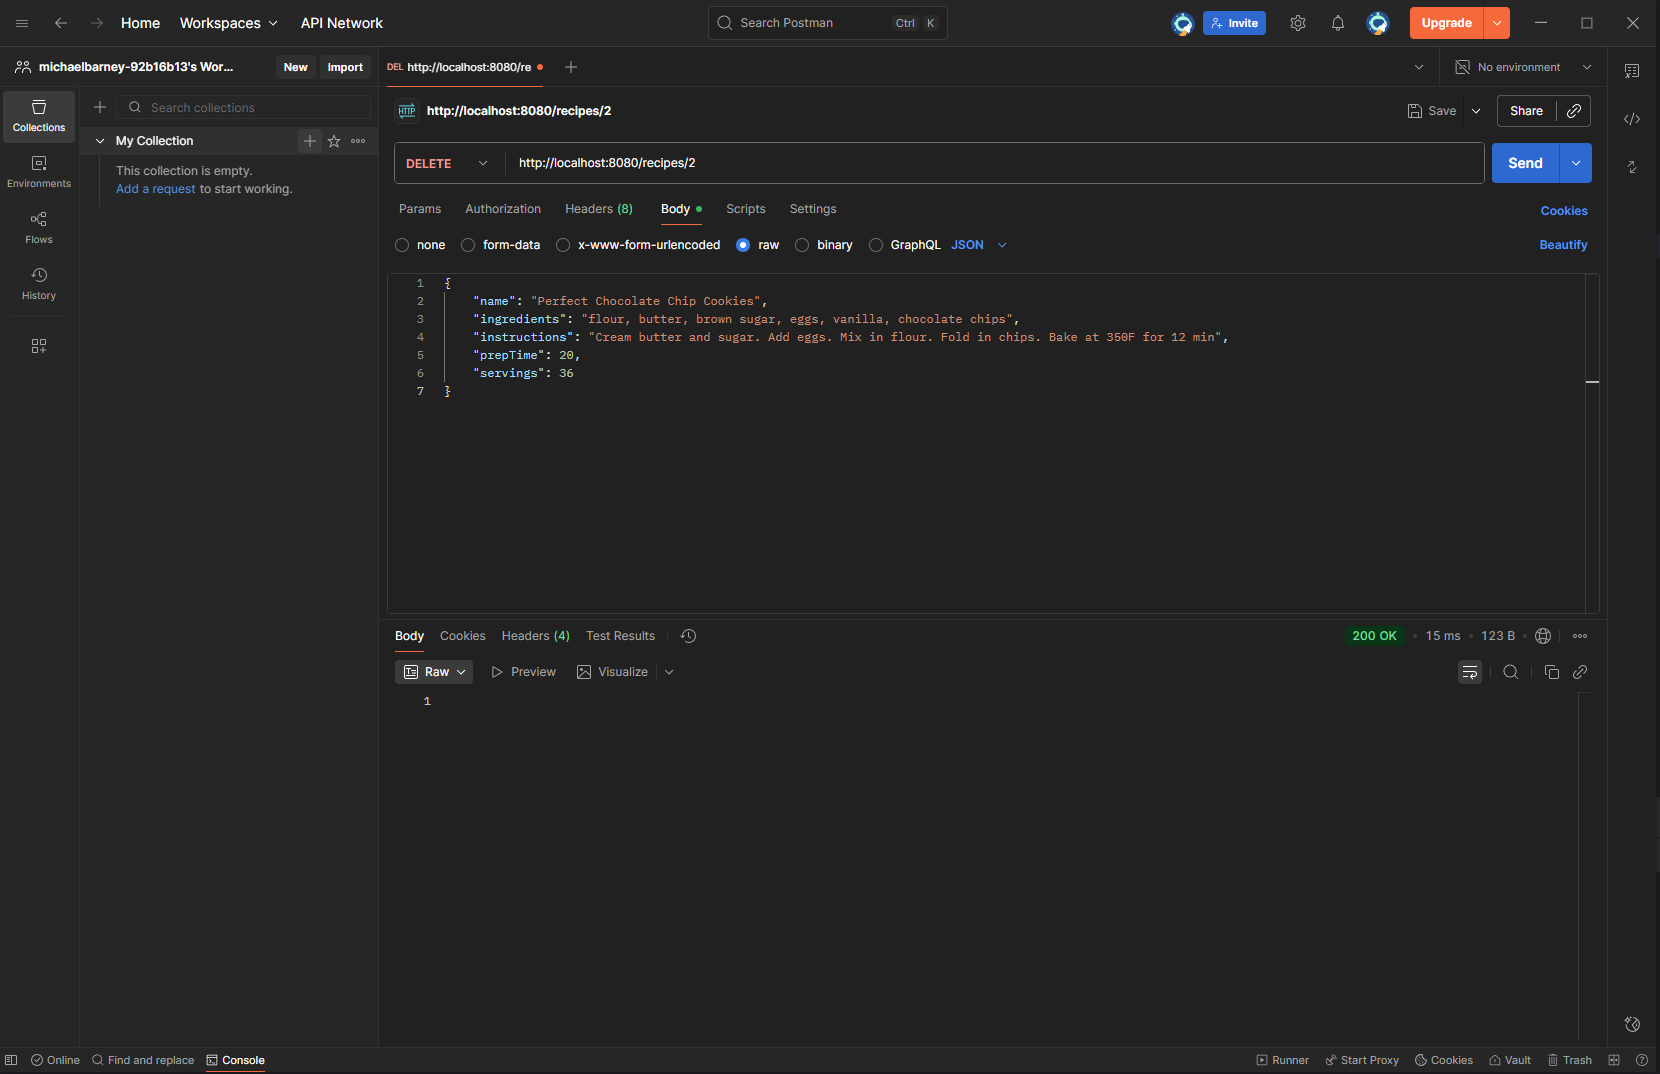 Home Workspaces API Network Search Postman Ctrl K Invite Upgrade
michaelbarney-92b16b13's Wor... New Import DEL http://localhost:8080/re No environment
Collections Search collections HTTP http://localhost:8080/recipes/2 Save Share
My Collection
This collection is empty.
Add a request to start working.
Environments
Flows
History
DELETE http://localhost:8080/recipes/2 Send
Params Authorization Headers (8) Body Scripts Settings Cookies
none form-data x-www-form-urlencoded raw binary GraphQL JSON Beautify
1 {
2 "name": "Perfect Chocolate Chip Cookies",
3 "ingredients": "flour, butter, brown sugar, eggs, vanilla, chocolate chips",
4 "instructions": "Cream butter and sugar. Add eggs. Mix in flour. Fold in chips. Bake at 350F for 12 min",
5 "prepTime": 20,
6 "servings": 36
7 }
Body Cookies Headers (4) Test Results 200 OK • 15 ms • 123 B •
Raw Preview Visualize
1
Online Find and replace Console Runner Start Proxy Cookies Vault Trash